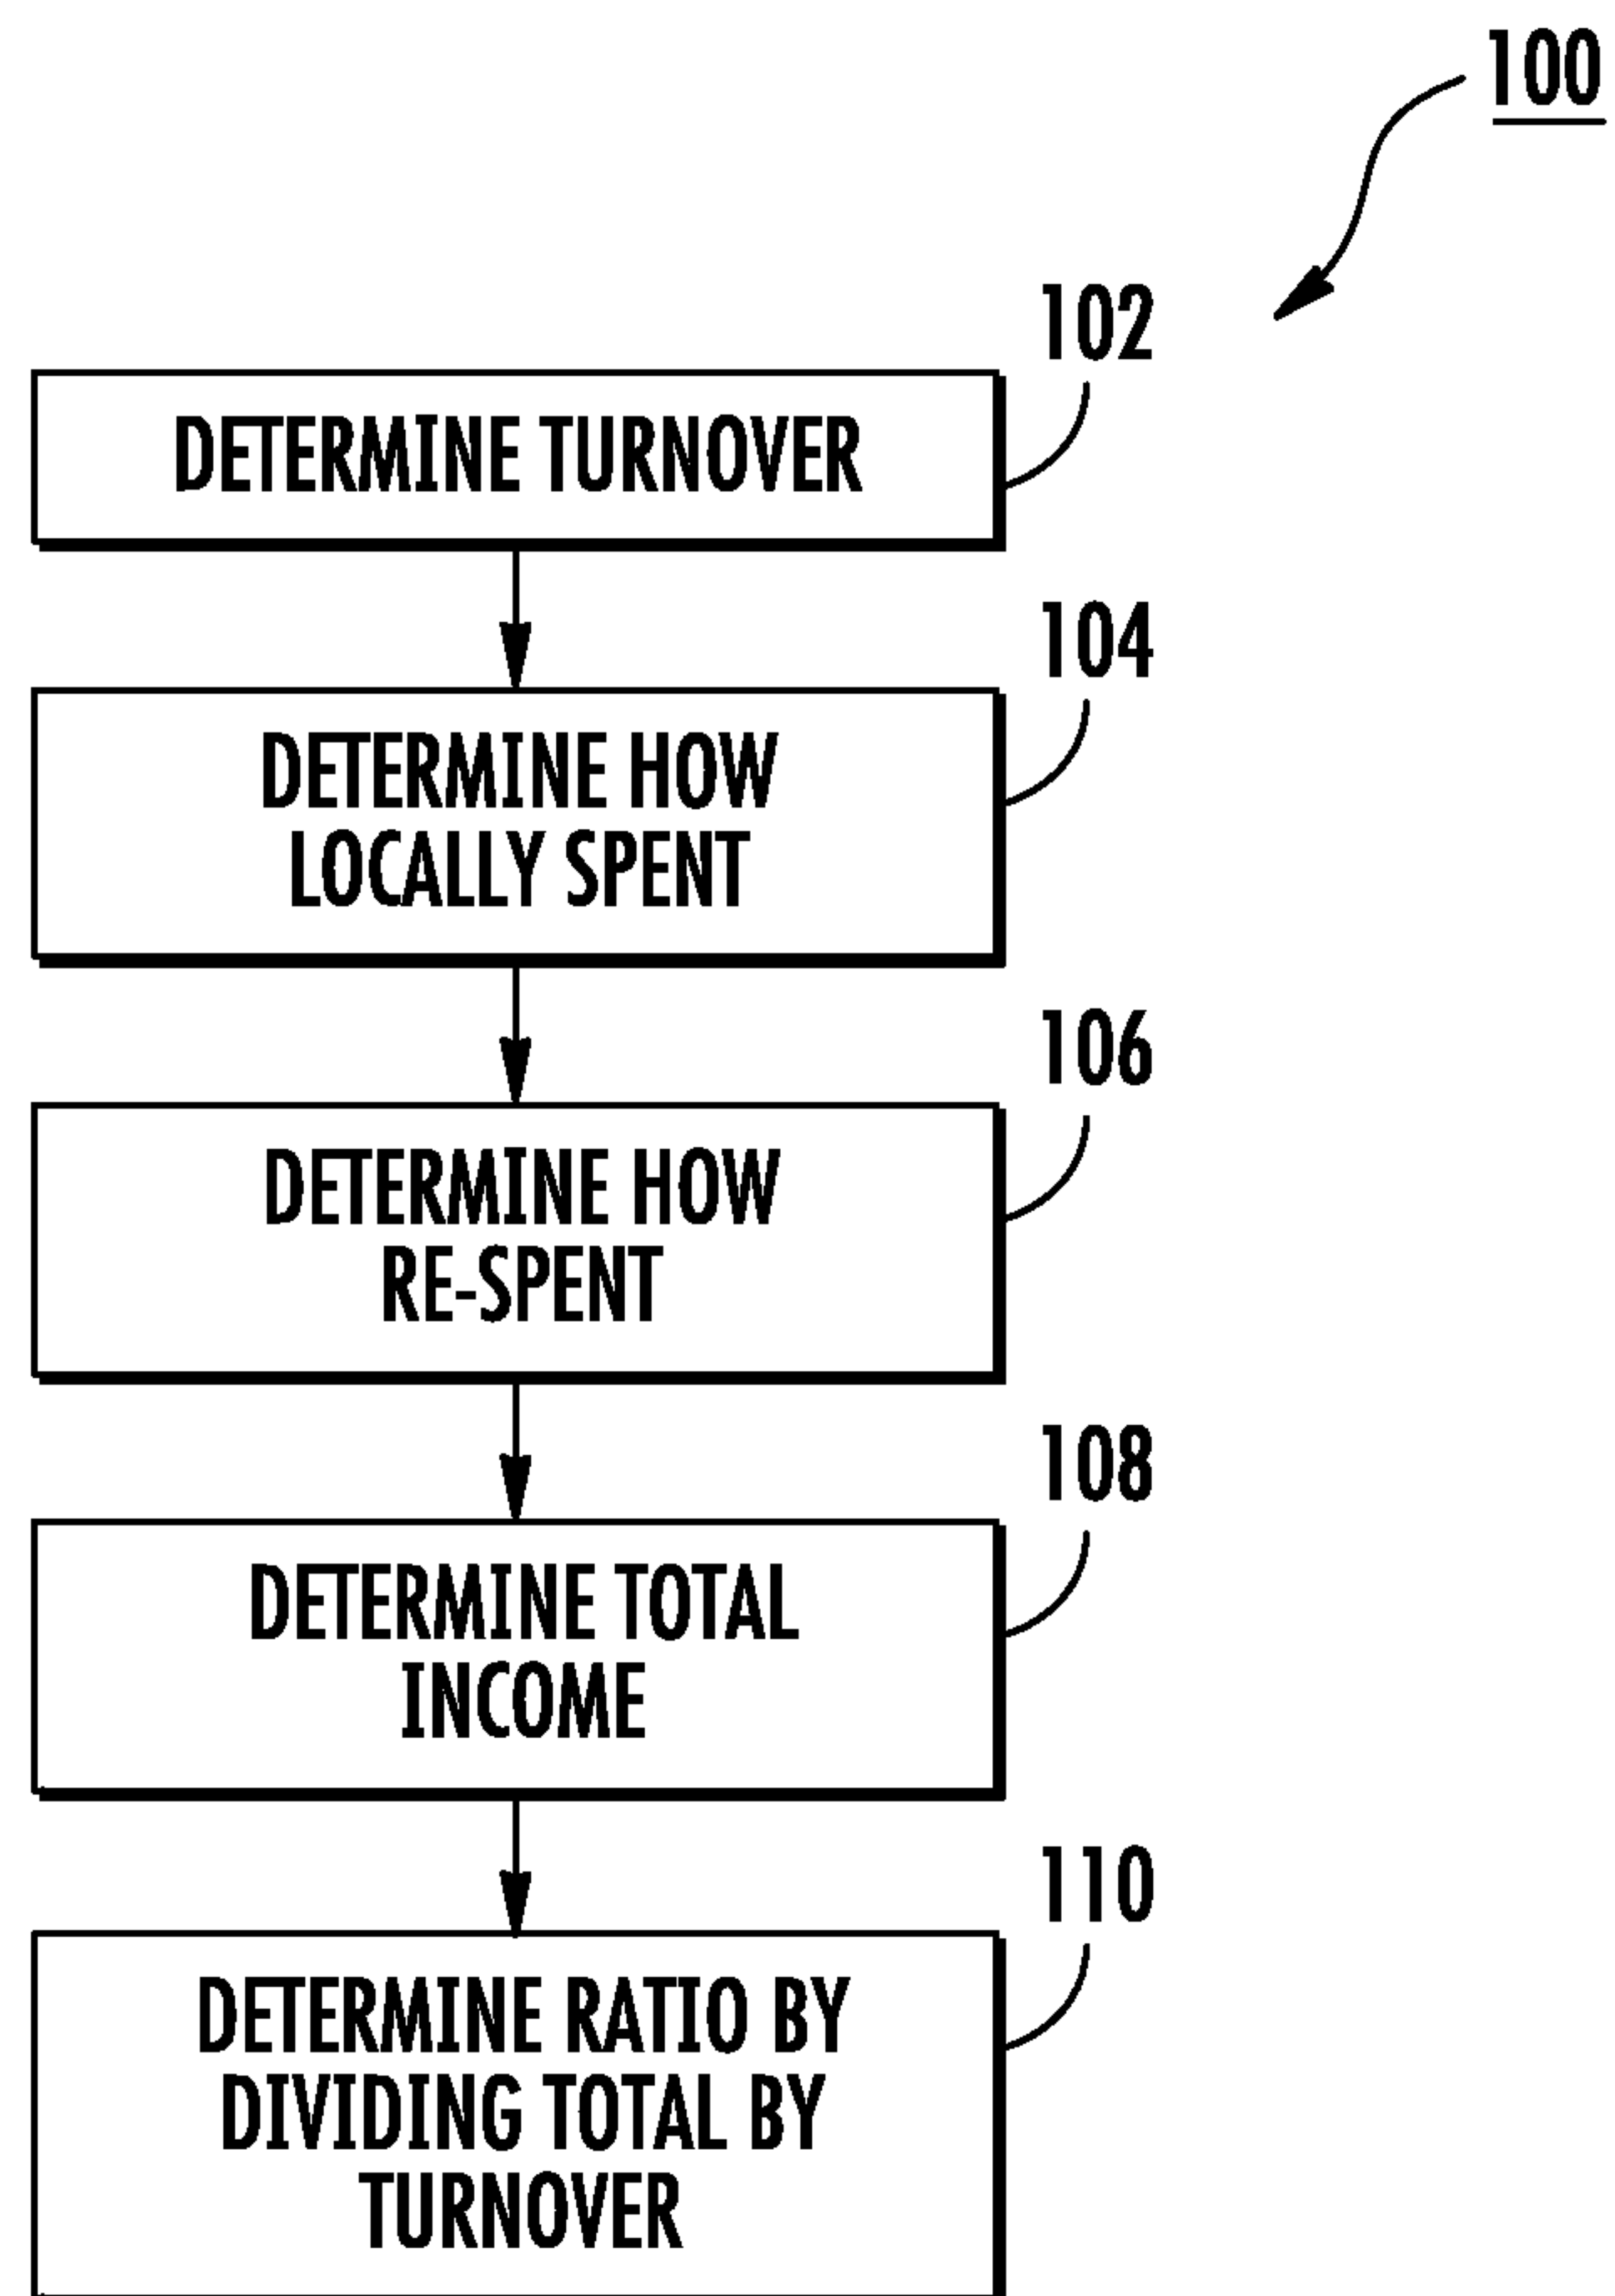 100
102
DETERMINE TURNOVER
104
DETERMINE HOW
LOCALLY SPENT
106
DETERMINE HOW
RE-SPENT
108
DETERMINE TOTAL
INCOME
110
DETERMINE RATIO BY
DIVIDING TOTAL BY
TURNOVER